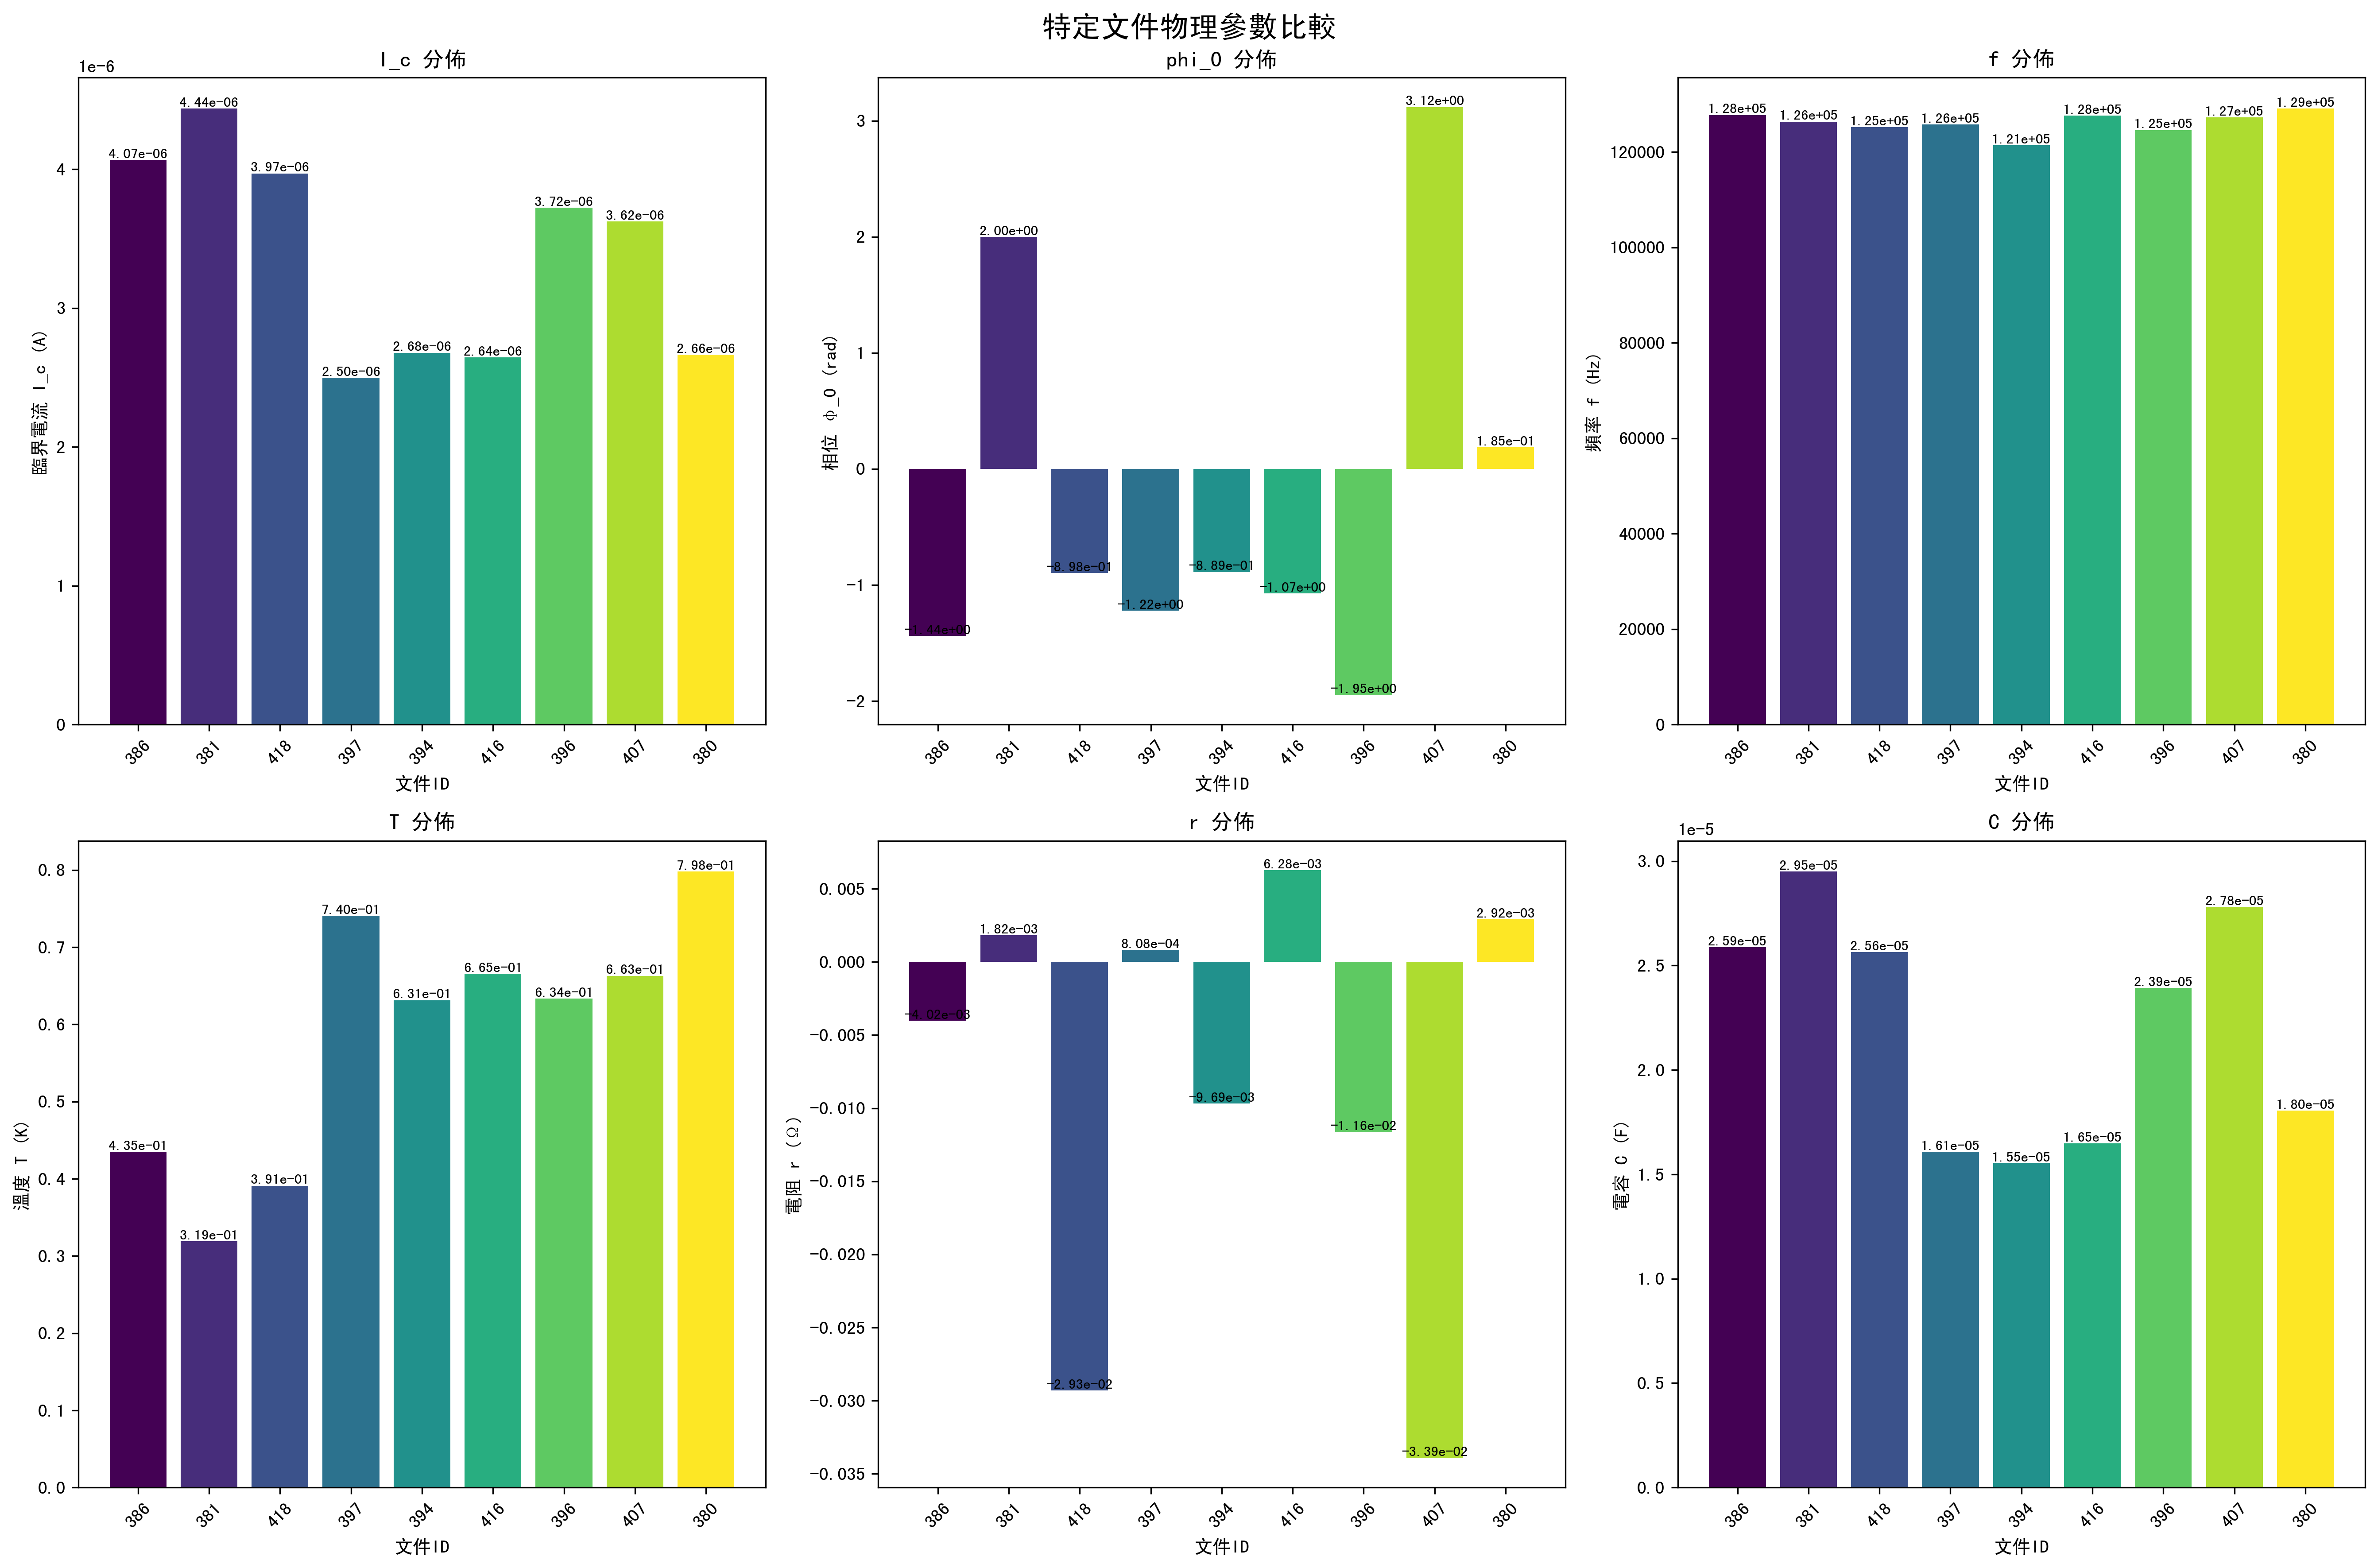 特定文件物理參數比較
I_c 分佈
1e-6
臨界電流 I_c (A)
4
3
2
1
0
4.07e-06
4.44e-06
3.97e-06
2.50e-06
2.68e-06
2.64e-06
3.72e-06
3.62e-06
2.66e-06
386
381
418
397
394
416
396
407
380
文件ID
phi_0 分佈
相位 φ_0 (rad)
3
2
1
0
−1
−2
-1.44e+00
2.00e+00
-8.98e-01
-1.22e+00
-8.89e-01
-1.07e+00
-1.95e+00
3.12e+00
1.85e-01
386
381
418
397
394
416
396
407
380
文件ID
f 分佈
頻率 f (Hz)
120000
100000
80000
60000
40000
20000
0
1.28e+05
1.26e+05
1.25e+05
1.26e+05
1.21e+05
1.28e+05
1.25e+05
1.27e+05
1.29e+05
386
381
418
397
394
416
396
407
380
文件ID
T 分佈
溫度 T (K)
0.8
0.7
0.6
0.5
0.4
0.3
0.2
0.1
0.0
4.35e-01
3.19e-01
3.91e-01
7.40e-01
6.31e-01
6.65e-01
6.34e-01
6.63e-01
7.98e-01
386
381
418
397
394
416
396
407
380
文件ID
r 分佈
電阻 r (Ω)
0.005
0.000
−0.005
−0.010
−0.015
−0.020
−0.025
−0.030
−0.035
-4.02e-03
1.82e-03
-2.93e-02
8.08e-04
-9.69e-03
6.28e-03
-1.16e-02
-3.39e-02
2.92e-03
386
381
418
397
394
416
396
407
380
文件ID
C 分佈
1e-5
電容 C (F)
3.0
2.5
2.0
1.5
1.0
0.5
0.0
2.59e-05
2.95e-05
2.56e-05
1.61e-05
1.55e-05
1.65e-05
2.39e-05
2.78e-05
1.80e-05
386
381
418
397
394
416
396
407
380
文件ID